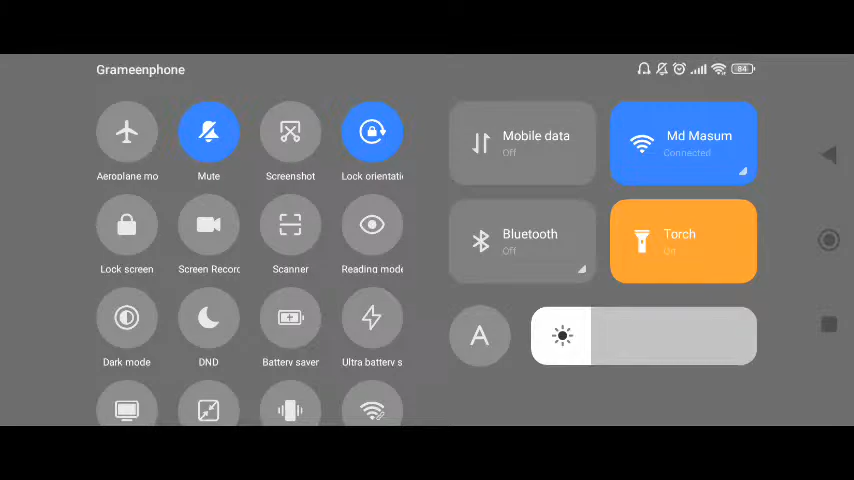 Grameenphone
84
Aeroplane mo
Mute
Screenshot
Lock orientati
Mobile data
Off
Md Masum
Connected
Lock screen
Screen Record
Scanner
Reading mode
Bluetooth
Off
Torch
On
Dark mode
DND
Battery saver
Ultra battery s
A